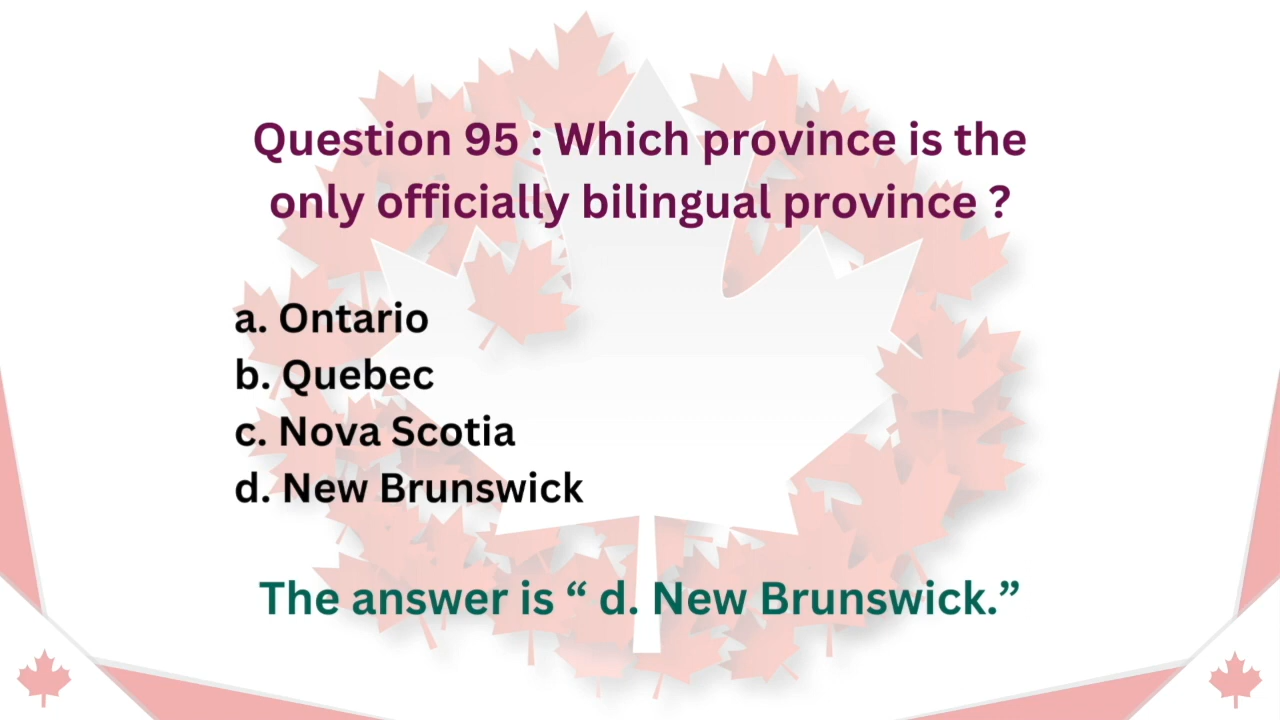 Question 95 : Which province is the
only officially bilingual province ?
a. Ontario
b. Quebec
c. Nova Scotia
d. New Brunswick
The answer is “ d. New Brunswick.”